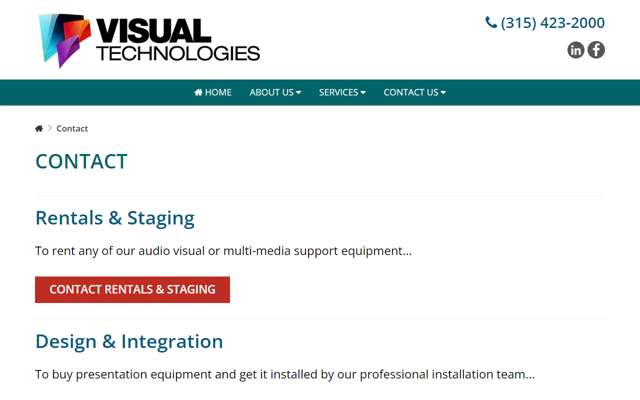 VISUAL
TECHNOLOGIES
(315) 423-2000
HOME ABOUT US SERVICES CONTACT US
Contact
CONTACT
Rentals & Staging
To rent any of our audio visual or multi-media support equipment...
CONTACT RENTALS & STAGING
Design & Integration
To buy presentation equipment and get it installed by our professional installation team...